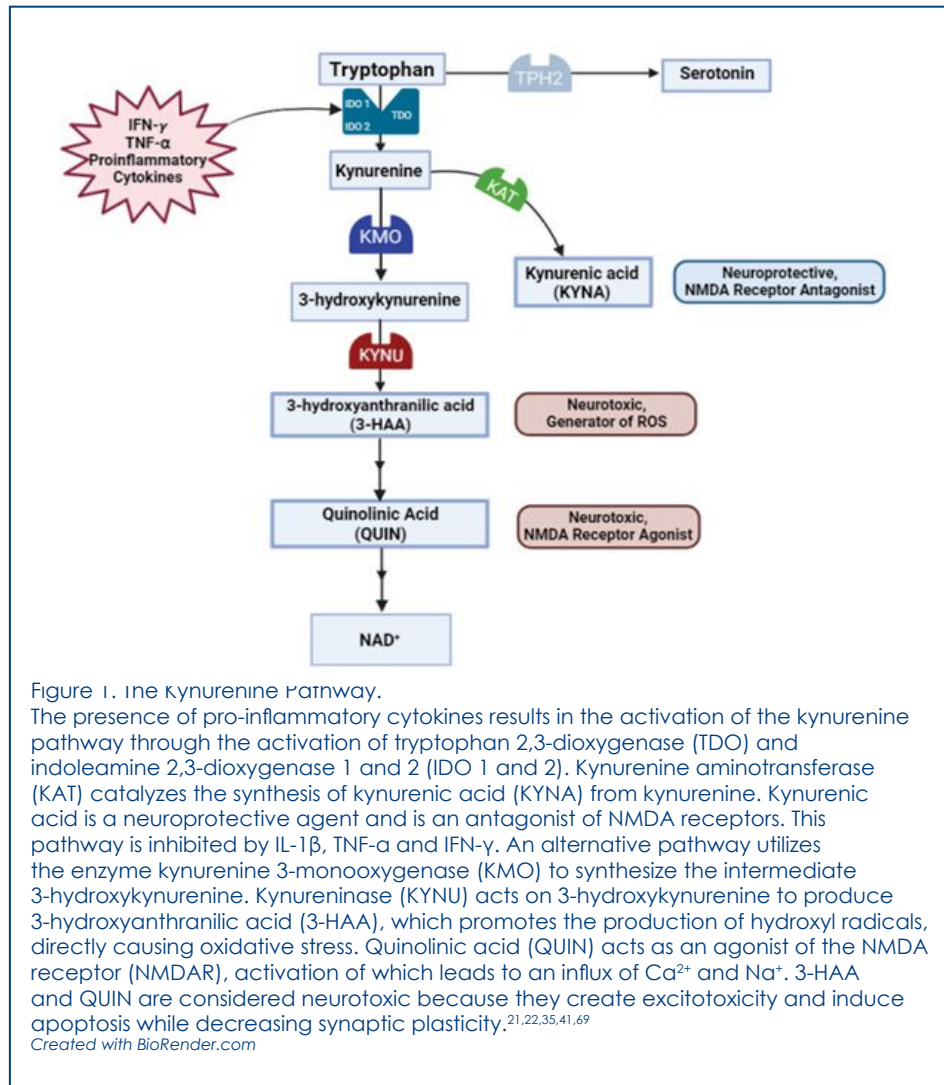 Tryptophan
TPH2
Serotonin
IDO 1
IDO 2
TDO
IFN-γ
TNF-α
Proinflammatory
Cytokines
Kynurenine
KAT
KMO
Kynurenic acid
(KYNA)
Neuroprotective,
NMDA Receptor Antagonist
3-hydroxykynurenine
KYNU
3-hydroxyanthranilic acid
(3-HAA)
Neurotoxic,
Generator of ROS
Quinolinic Acid
(QUIN)
Neurotoxic,
NMDA Receptor Agonist
NAD⁺
Figure 1. The Kynurenine Pathway.
The presence of pro-inflammatory cytokines results in the activation of the kynurenine
pathway through the activation of tryptophan 2,3-dioxygenase (TDO) and
indoleamine 2,3-dioxygenase 1 and 2 (IDO 1 and 2). Kynurenine aminotransferase
(KAT) catalyzes the synthesis of kynurenic acid (KYNA) from kynurenine. Kynurenic
acid is a neuroprotective agent and is an antagonist of NMDA receptors. This
pathway is inhibited by IL-1β, TNF-α and IFN-γ. An alternative pathway utilizes
the enzyme kynurenine 3-monooxygenase (KMO) to synthesize the intermediate
3-hydroxykynurenine. Kynureninase (KYNU) acts on 3-hydroxykynurenine to produce
3-hydroxyanthranilic acid (3-HAA), which promotes the production of hydroxyl radicals,
directly causing oxidative stress. Quinolinic acid (QUIN) acts as an agonist of the NMDA
receptor (NMDAR), activation of which leads to an influx of Ca²⁺ and Na⁺. 3-HAA
and QUIN are considered neurotoxic because they create excitotoxicity and induce
apoptosis while decreasing synaptic plasticity.²¹,²²,³⁵,⁴¹,⁶⁹
Created with BioRender.com